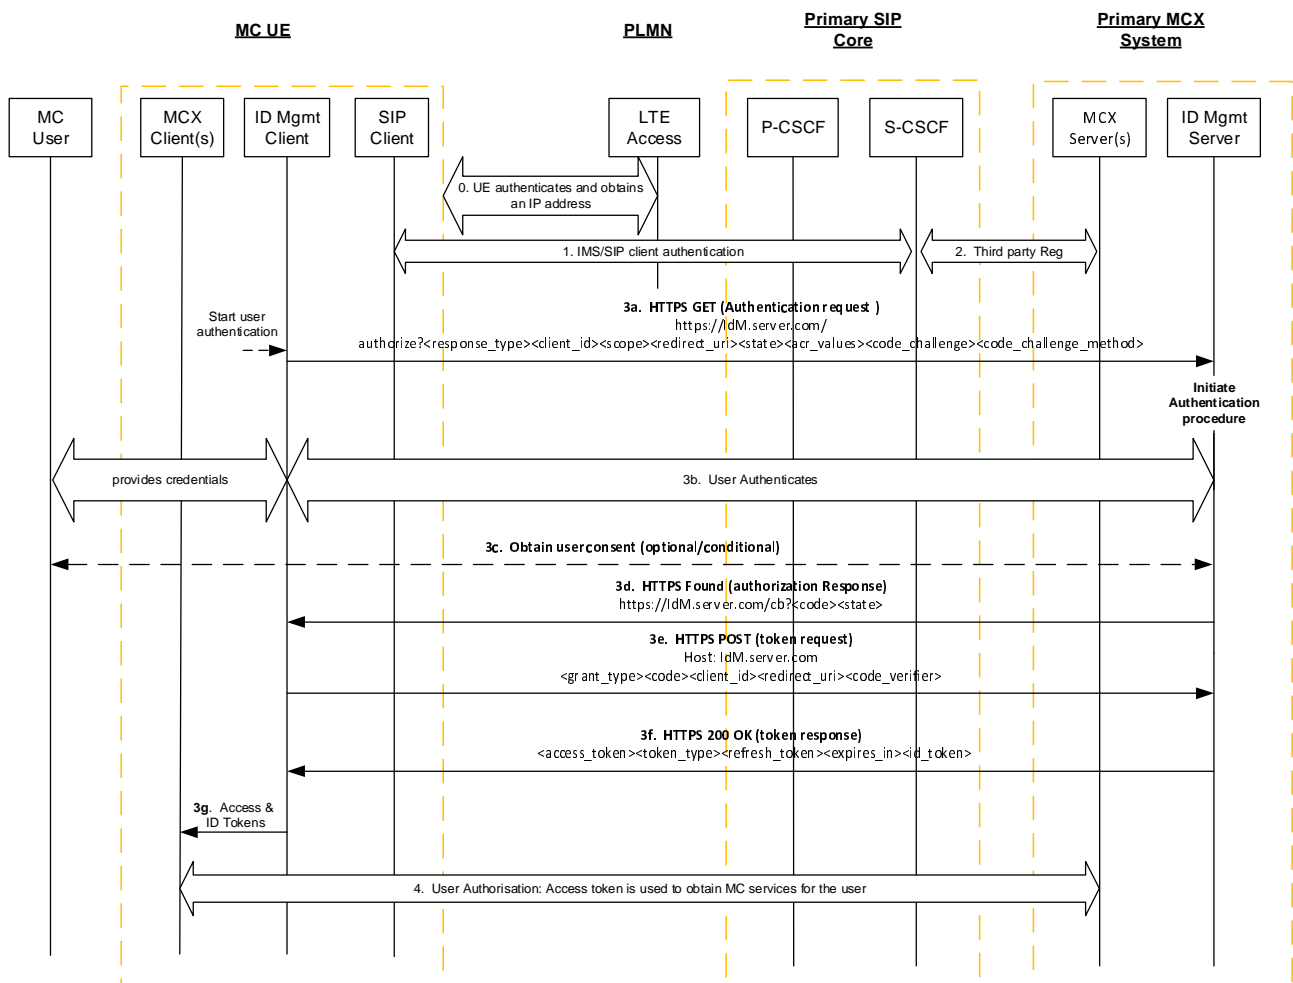 MC UE
PLMN
Primary SIP
Core
Primary MCX
System
MC
User
MCX
Client(s)
ID Mgmt
Client
SIP
Client
LTE
Access
P-CSCF
S-CSCF
MCX
Server(s)
ID Mgmt
Server
0. UE authenticates and obtains
an IP address
1. IMS/SIP client authentication
2. Third party Reg
Start user
authentication
3a. HTTPS GET (Authentication request )
https://IdM.server.com/
authorize?<response_type><client_id><scope><redirect_uri><state><acr_values><code_challenge><code_challenge_method>
Initiate
Authentication
procedure
provides credentials
3b. User Authenticates
3c. Obtain user consent (optional/conditional)
3d. HTTPS Found (authorization Response)
https://IdM.server.com/cb?<code><state>
3e. HTTPS POST (token request)
Host: IdM.server.com
<grant_type><code><client_id><redirect_uri><code_verifier>
3f. HTTPS 200 OK (token response)
<access_token><token_type><refresh_token><expires_in><id_token>
3g. Access &
ID Tokens
4. User Authorisation: Access token is used to obtain MC services for the user